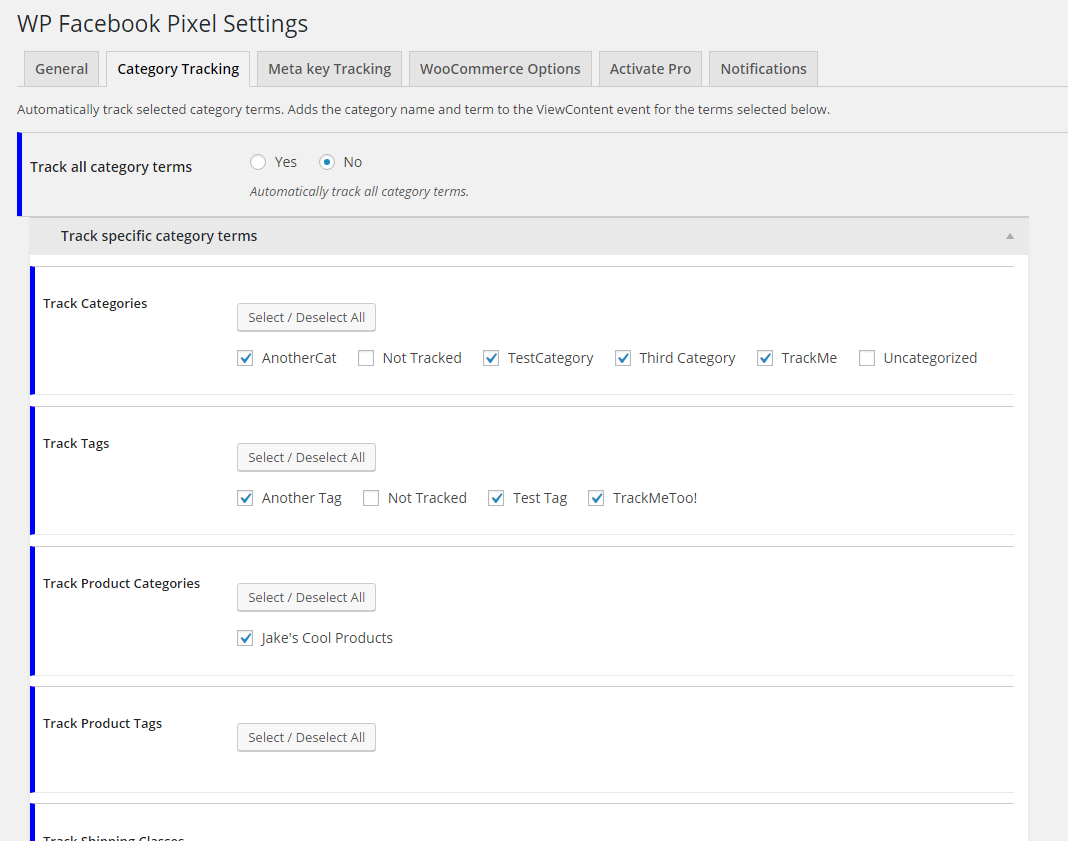 WP Facebook Pixel Settings
General Category Tracking Meta key Tracking WooCommerce Options Activate Pro Notifications
Automatically track selected category terms. Adds the category name and term to the ViewContent event for the terms selected below.
Track all category terms Yes No
Automatically track all category terms.
Track specific category terms
Track Categories
Select / Deselect All
AnotherCat Not Tracked TestCategory Third Category TrackMe Uncategorized
Track Tags
Select / Deselect All
Another Tag Not Tracked Test Tag TrackMeToo!
Track Product Categories
Select / Deselect All
Jake's Cool Products
Track Product Tags
Select / Deselect All
Track Shipping Classes